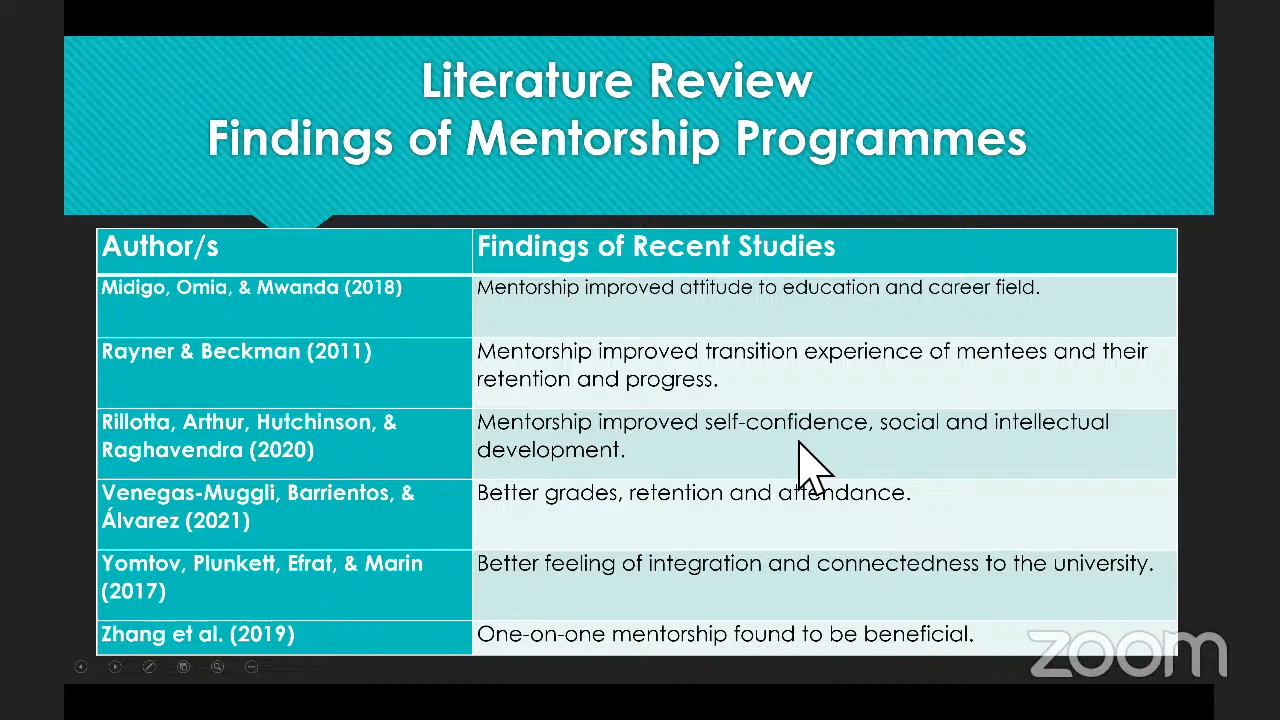 Literature Review
Findings of Mentorship Programmes
Author/s
Findings of Recent Studies
Midigo, Omia, & Mwanda (2018)
Mentorship improved attitude to education and career field.
Rayner & Beckman (2011)
Mentorship improved transition experience of mentees and their
retention and progress.
Rillotta, Arthur, Hutchinson, &
Raghavendra (2020)
Mentorship improved self-confidence, social and intellectual
development.
Venegas-Muggli, Barrientos, &
Álvarez (2021)
Better grades, retention and attendance.
Yomtov, Plunkett, Efrat, & Marin
(2017)
Better feeling of integration and connectedness to the university.
Zhang et al. (2019)
One-on-one mentorship found to be beneficial.
zoom